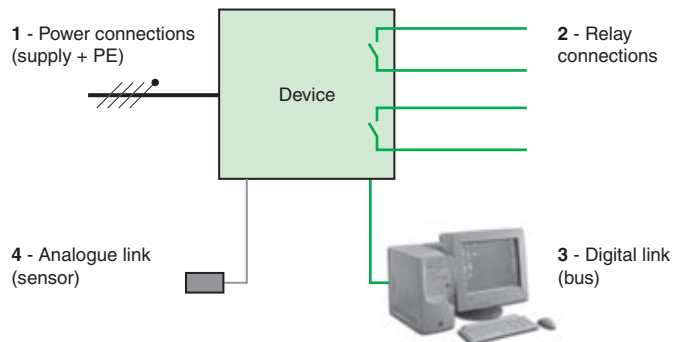 1 - Power connections
(supply + PE)
Device
2 - Relay
connections
4 - Analogue link
(sensor)
3 - Digital link
(bus)